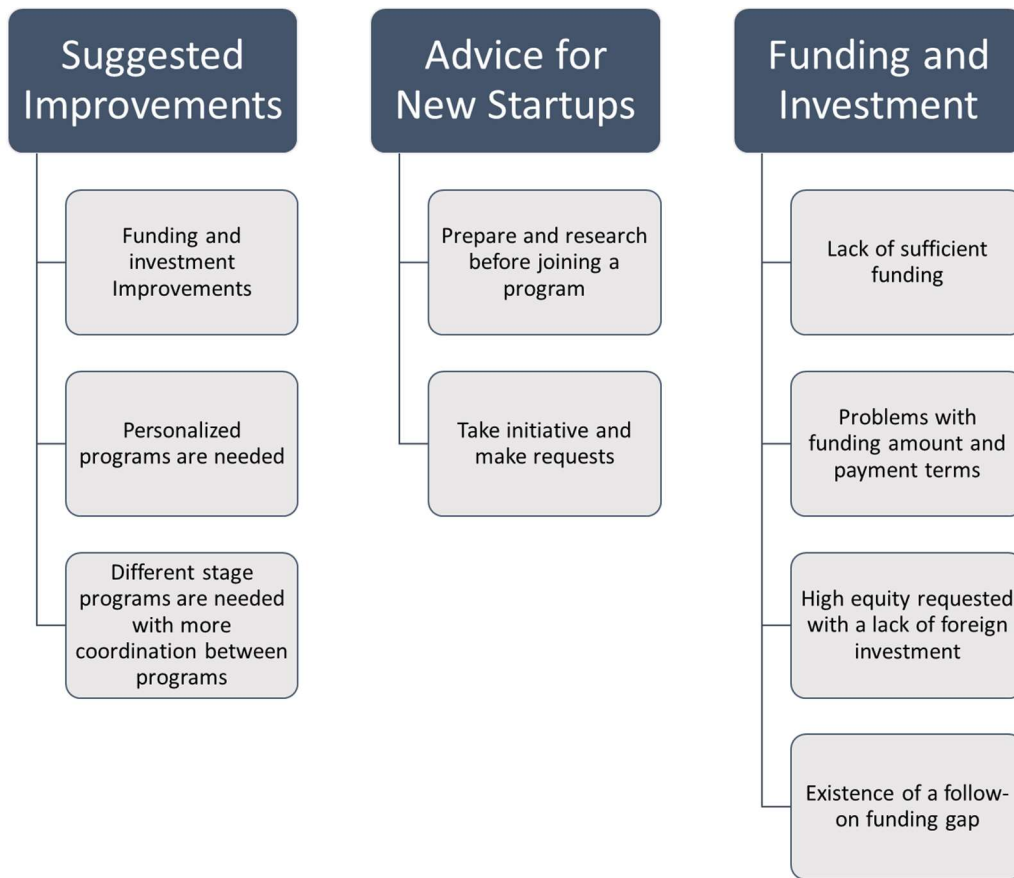 Suggested
Improvements
Funding and
investment
Improvements
Personalized
programs are needed
Different stage
programs are needed
with more
coordination between
programs
Advice for
New Startups
Prepare and research
before joining a
program
Take initiative and
make requests
Funding and
Investment
Lack of sufficient
funding
Problems with
funding amount and
payment terms
High equity requested
with a lack of foreign
investment
Existence of a follow-
on funding gap